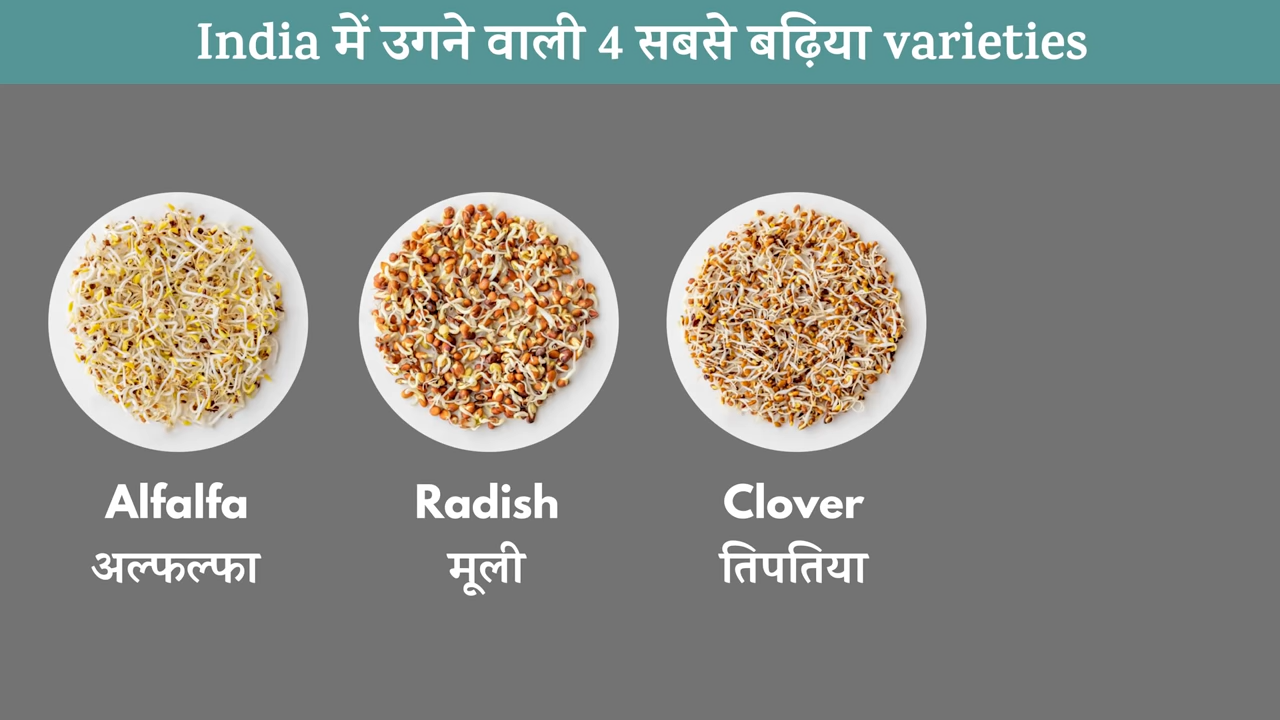 India में उगने वाली 4 सबसे बढ़िया varieties
Alfalfa
अल्फल्फा
Radish
मूली
Clover
तिपतिया